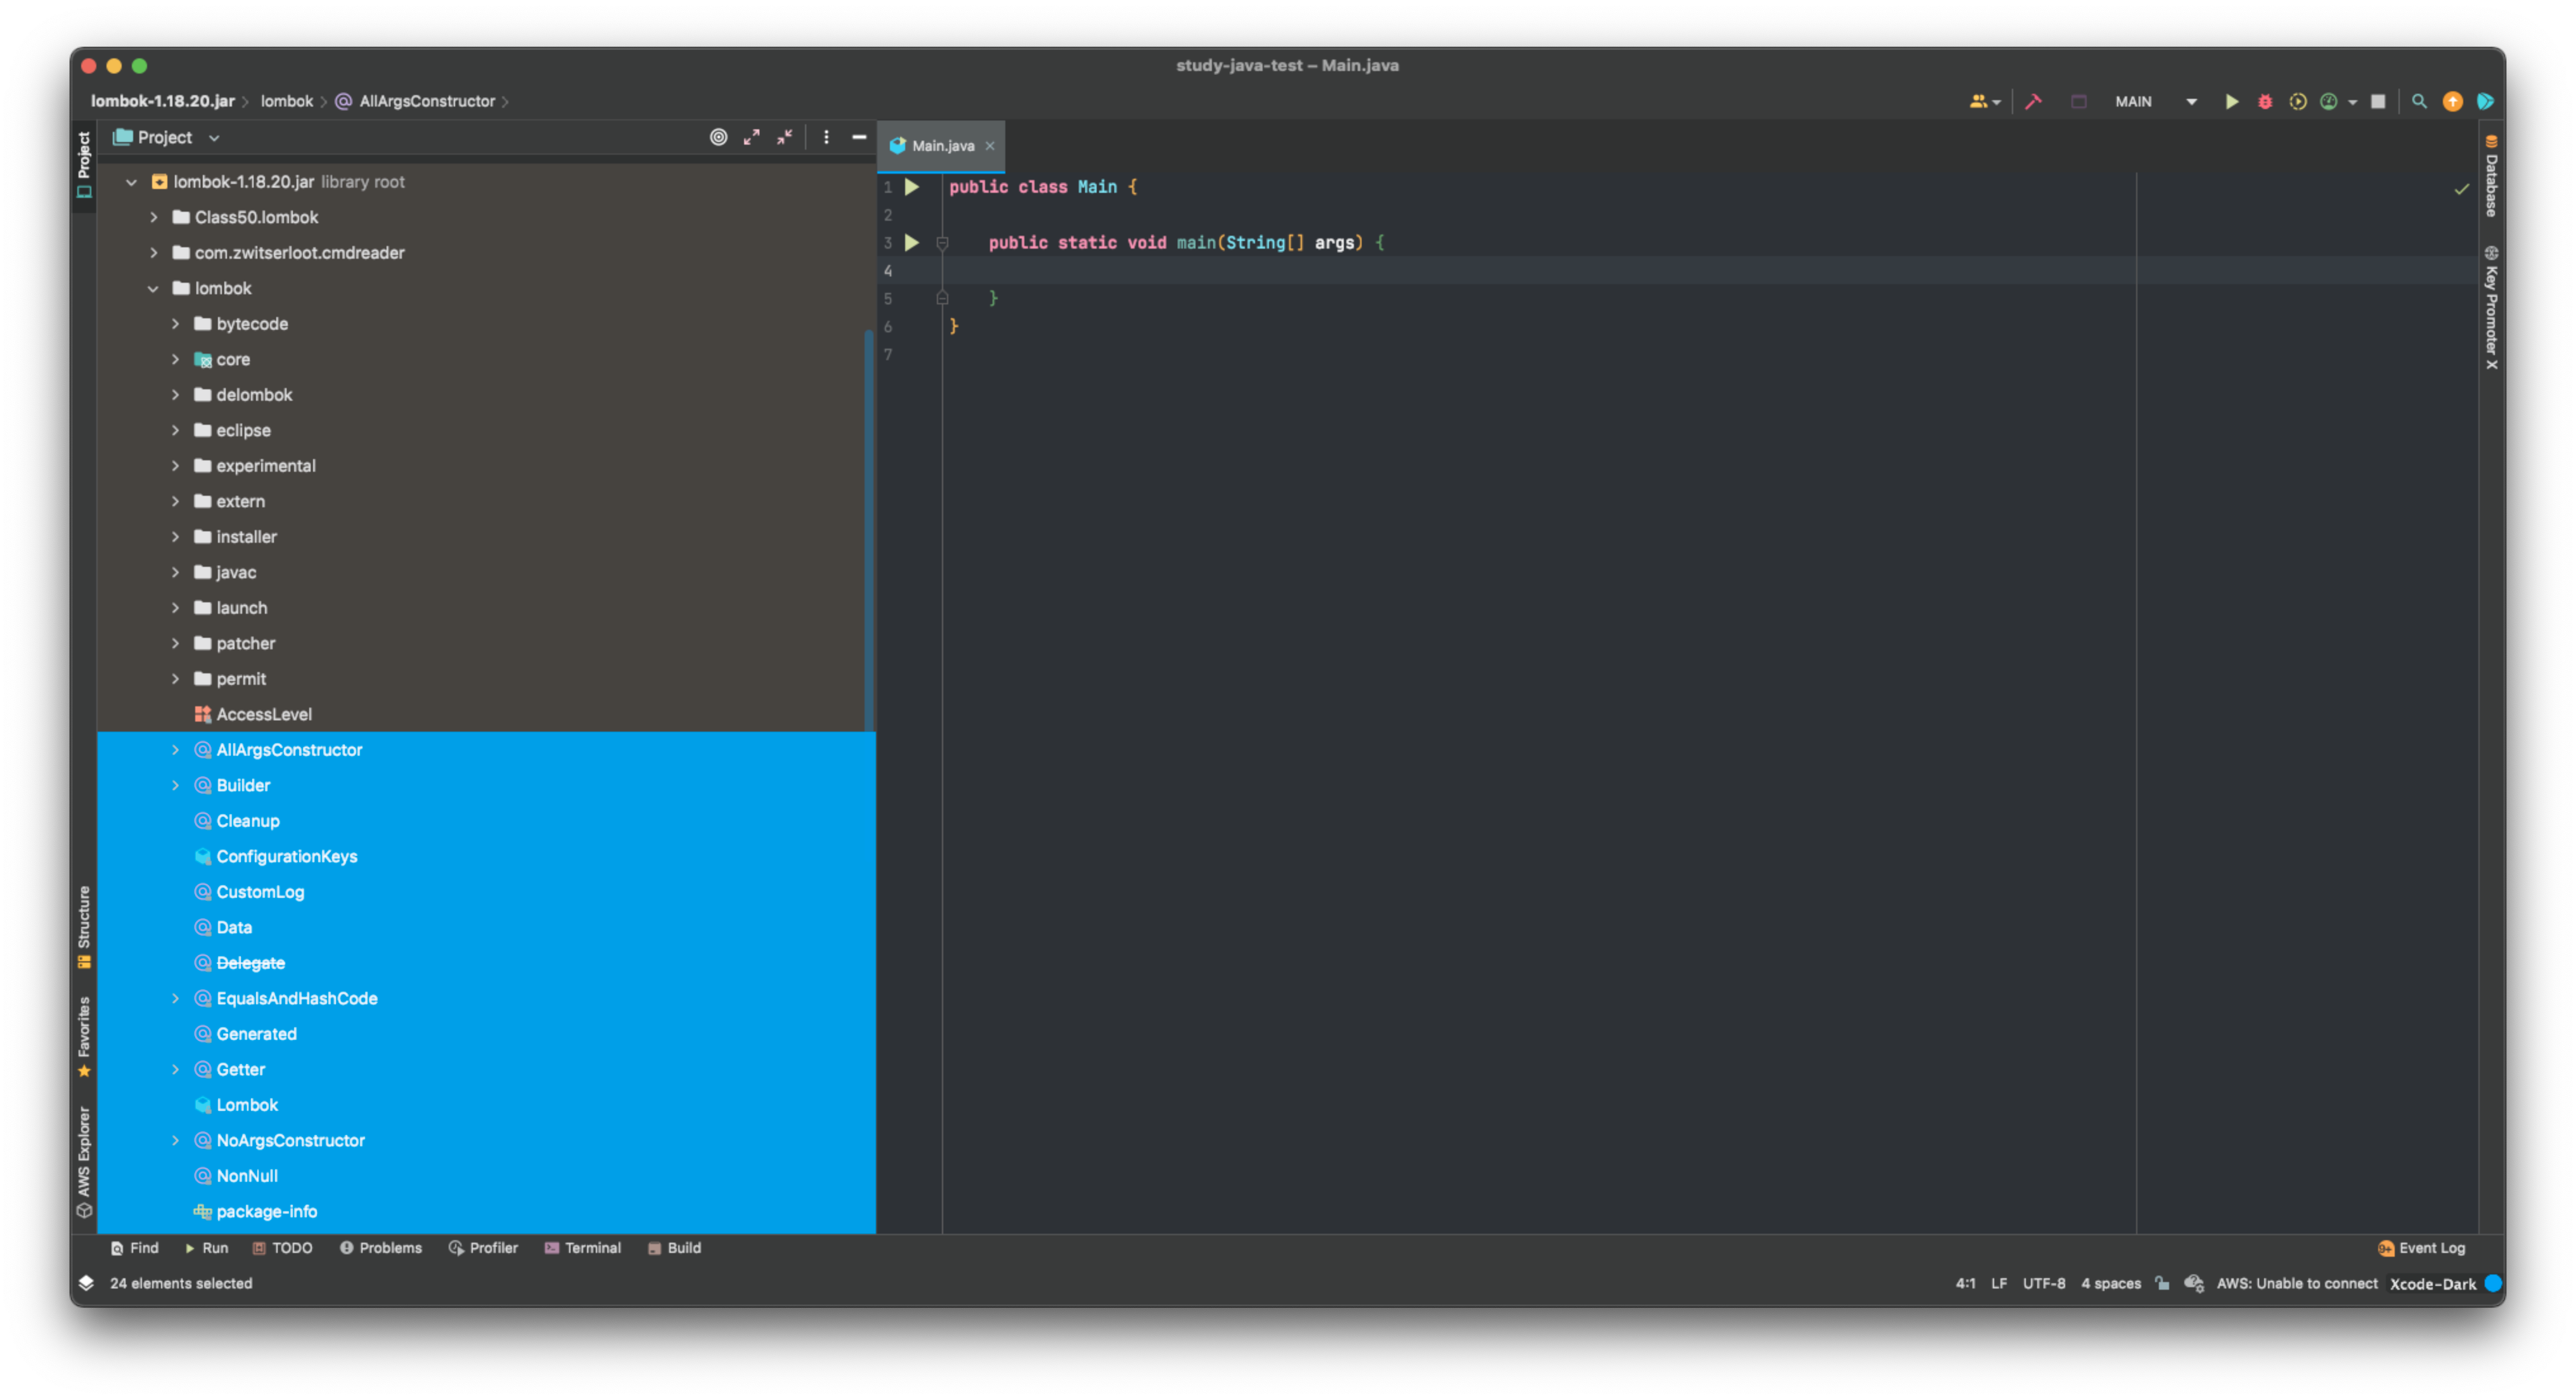 study-java-test – Main.java
lombok-1.18.20.jar lombok AllArgsConstructor
MAIN
Project
Project
lombok-1.18.20.jar library root
Class50.lombok
com.zwitserloot.cmdreader
lombok
bytecode
core
delombok
eclipse
experimental
extern
installer
javac
launch
patcher
permit
AccessLevel
AllArgsConstructor
Builder
Cleanup
ConfigurationKeys
CustomLog
Data
Delegate
EqualsAndHashCode
Generated
Getter
Lombok
NoArgsConstructor
NonNull
package-info
Structure
Favorites
AWS Explorer
Main.java
1 public class Main {
2
3 public static void main(String[] args) {
4
5 }
6 }
7
Database
Key Promoter X
Find Run TODO Problems Profiler Terminal Build
9+ Event Log
24 elements selected
4:1 LF UTF-8 4 spaces AWS: Unable to connect Xcode-Dark